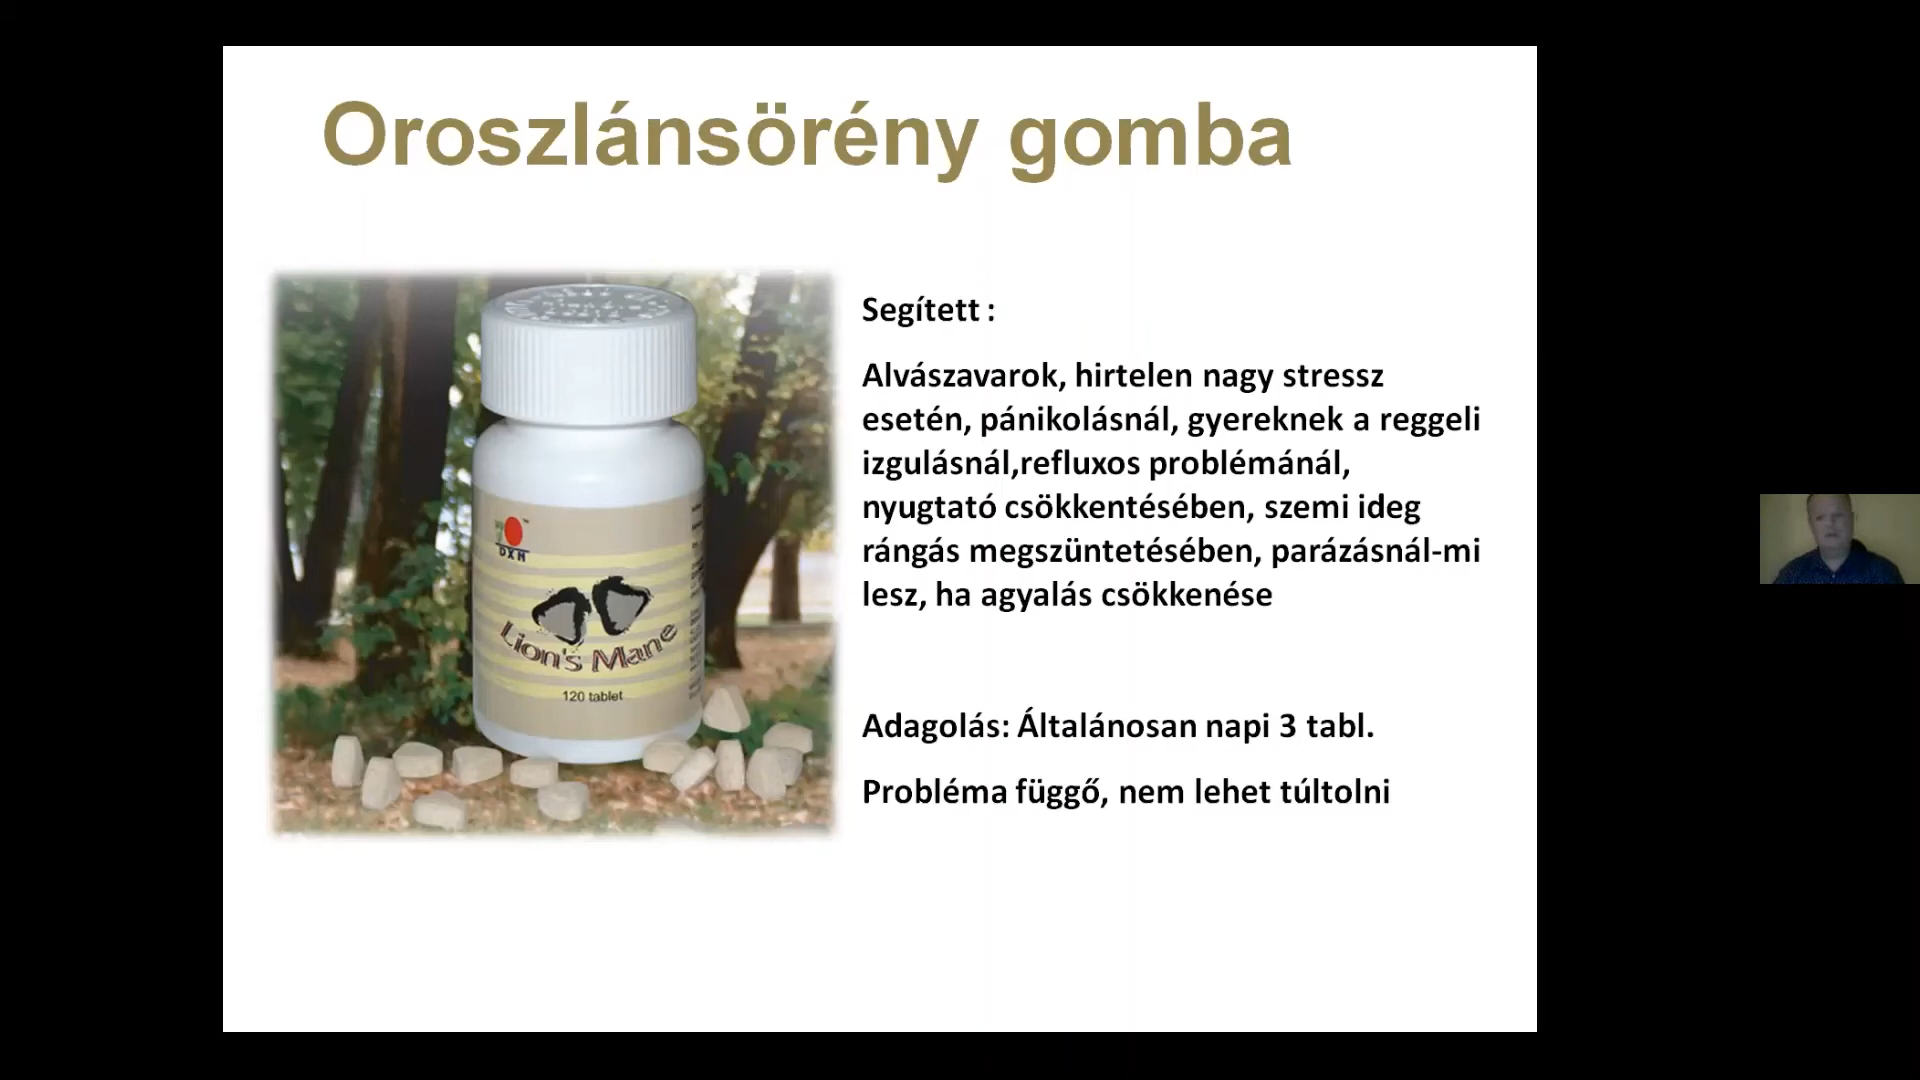 Oroszlánsörény gomba
Segített :
Alvászavarok, hirtelen nagy stressz
esetén, pánikolásnál, gyereknek a reggeli
izgulásnál,refluxos problémánál,
nyugtató csökkentésében, szemi ideg
rángás megszüntetésében, parázásnál-mi
lesz, ha agyalás csökkenése
DXN
Lion's Mane
120 tablet
Adagolás: Általánosan napi 3 tabl.
Probléma függő, nem lehet túltolni